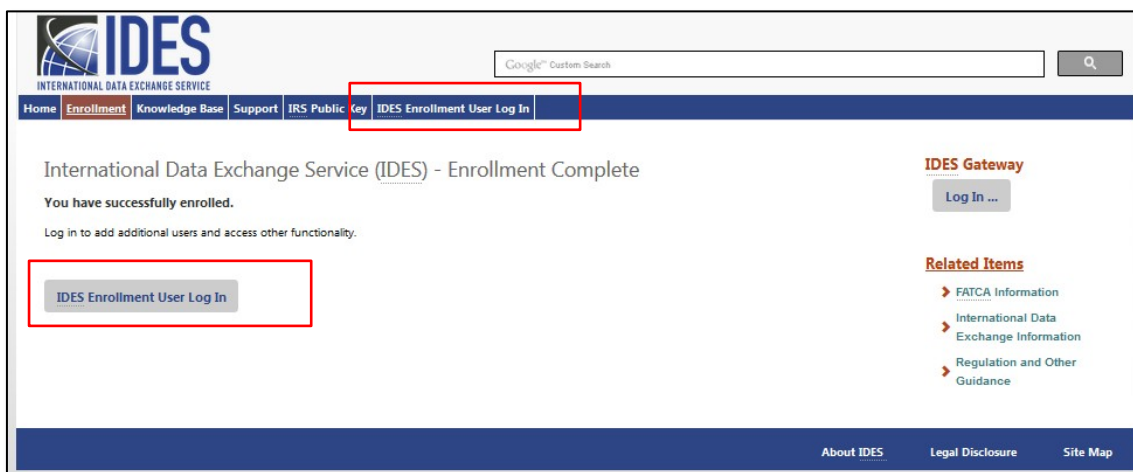 IDES
INTERNATIONAL DATA EXCHANGE SERVICE
Google™ Custom Search
Home Enrollment Knowledge Base Support IRS Public Key IDES Enrollment User Log In
International Data Exchange Service (IDES) - Enrollment Complete
You have successfully enrolled.
Log in to add additional users and access other functionality.
IDES Enrollment User Log In
IDES Gateway
Log In ...
Related Items
FATCA Information
International Data
Exchange Information
Regulation and Other
Guidance
About IDES Legal Disclosure Site Map